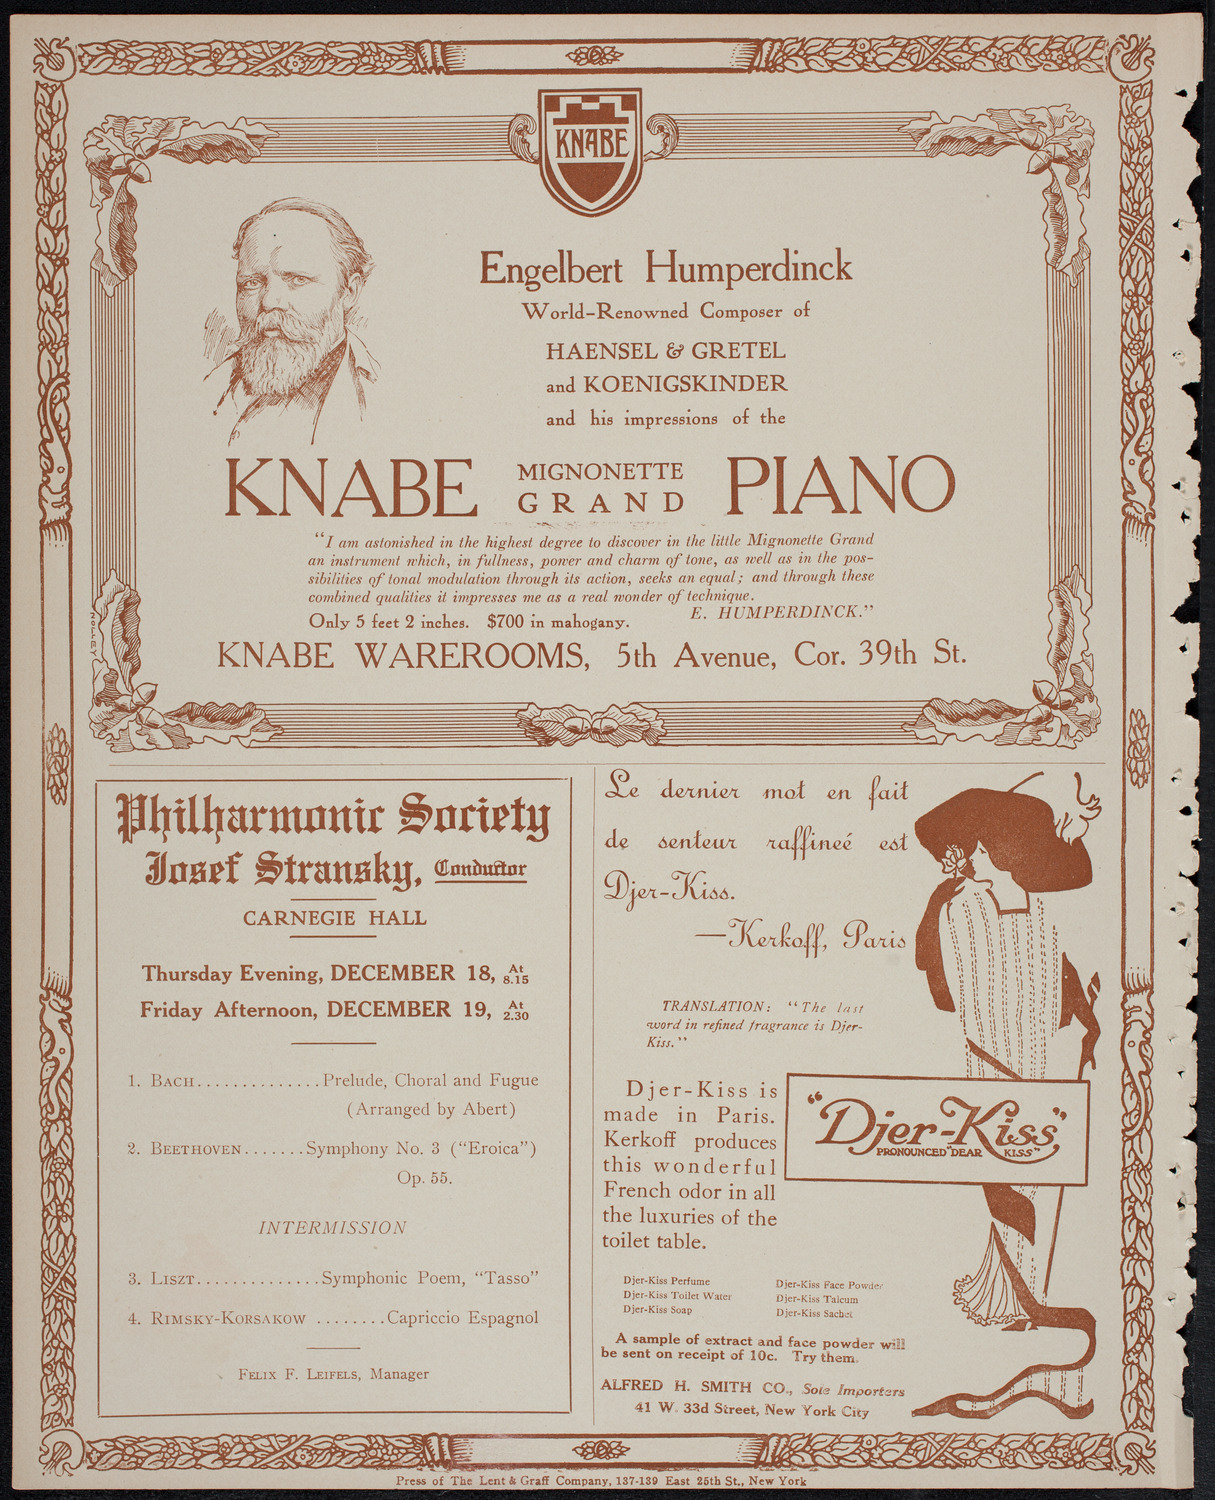 KNABE
Engelbert Humperdinck
World-Renowned Composer of
HAENSEL & GRETEL
and KOENIGSKINDER
and his impressions of the
KNABE MIGNONETTE GRAND PIANO
"I am astonished in the highest degree to discover in the little Mignonette Grand
an instrument which, in fullness, power and charm of tone, as well as in the pos-
sibilities of tonal modulation through its action, seeks an equal; and through these
combined qualities it impresses me as a real wonder of technique.
E. HUMPERDINCK."
Only 5 feet 2 inches. $700 in mahogany.
KNABE WAREROOMS, 5th Avenue, Cor. 39th St.
Philharmonic Society
Josef Stransky, Conductor
CARNEGIE HALL
Thursday Evening, DECEMBER 18, At 8.15
Friday Afternoon, DECEMBER 19, At 2.30
1. BACH..............Prelude, Choral and Fugue
(Arranged by Abert)
2. BEETHOVEN.......Symphony No. 3 ("Eroica")
Op. 55.
INTERMISSION
3. LISZT..............Symphonic Poem, "Tasso"
4. RIMSKY-KORSAKOW ........Capriccio Espagnol
FELIX F. LEIFELS, Manager
Le dernier mot en fait
de senteur raffineé est
Djer-Kiss.
—Kerkoff, Paris
TRANSLATION: "The last
word in refined fragrance is Djer-
Kiss."
Djer-Kiss is
made in Paris.
Kerkoff produces
this wonderful
French odor in all
the luxuries of the
toilet table.
"Djer-Kiss"
PRONOUNCED "DEAR KISS"
Djer-Kiss Perfume
Djer-Kiss Toilet Water
Djer-Kiss Soap
Djer-Kiss Face Powder
Djer-Kiss Talcum
Djer-Kiss Sachet
A sample of extract and face powder will
be sent on receipt of 10c. Try them.
ALFRED H. SMITH CO., Sole Importers
41 W. 33d Street, New York City
Press of The Lent & Graff Company, 137-139 East 25th St., New York